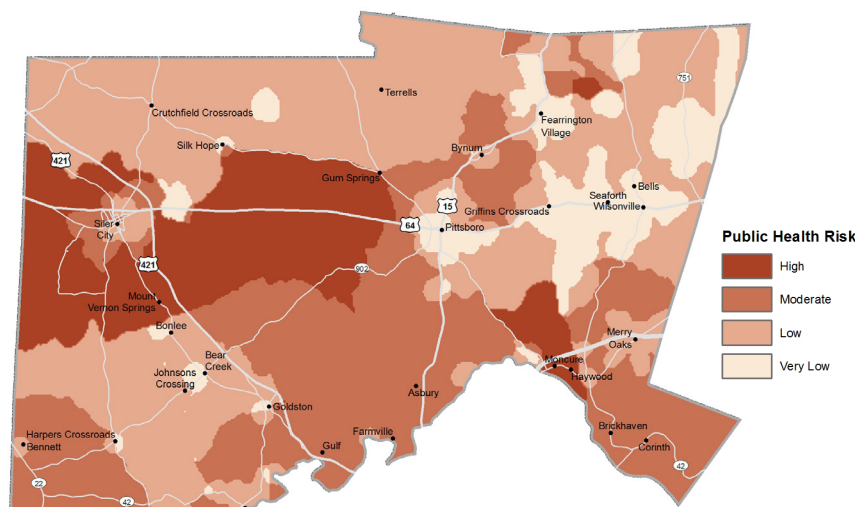 751
Terrells
Crutchfield Crossroads
Fearrington
Village
Silk Hope
Bynum
421
Gum Springs
Bells
Seaforth
Griffins Crossroads
Wilsonville
15
Siler
City
64
Pittsboro
421
902
Mount
Vernon Springs
Bonlee
Merry
Oaks
Bear
Creek
Moncure
Haywood
Johnsons
Crossing
Asbury
Goldston
Harpers Crossroads
Bennett
Farmville
Gulf
Brickhaven
Corinth
42
22
42
Public Health Risk
High
Moderate
Low
Very Low